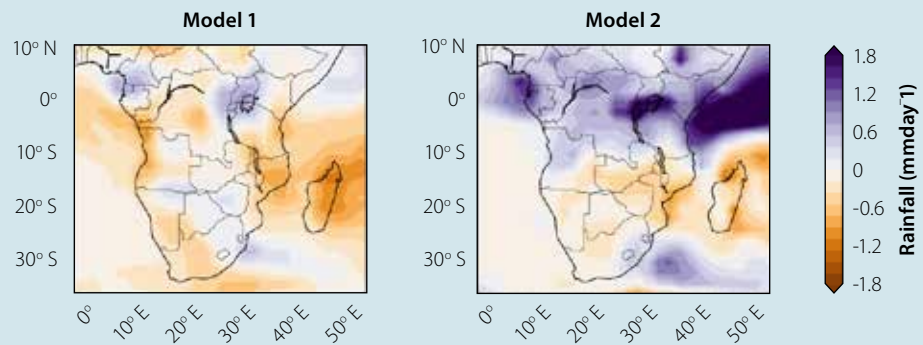 Model 1
Model 2
10° N
0°
10° S
20° S
30° S
0°
10° E
20° E
30° E
40° E
50° E
10° N
0°
10° S
20° S
30° S
0°
10° E
20° E
30° E
40° E
50° E
1.8
1.2
0.6
0
-0.6
-1.2
-1.8
Rainfall (mmday⁻1)